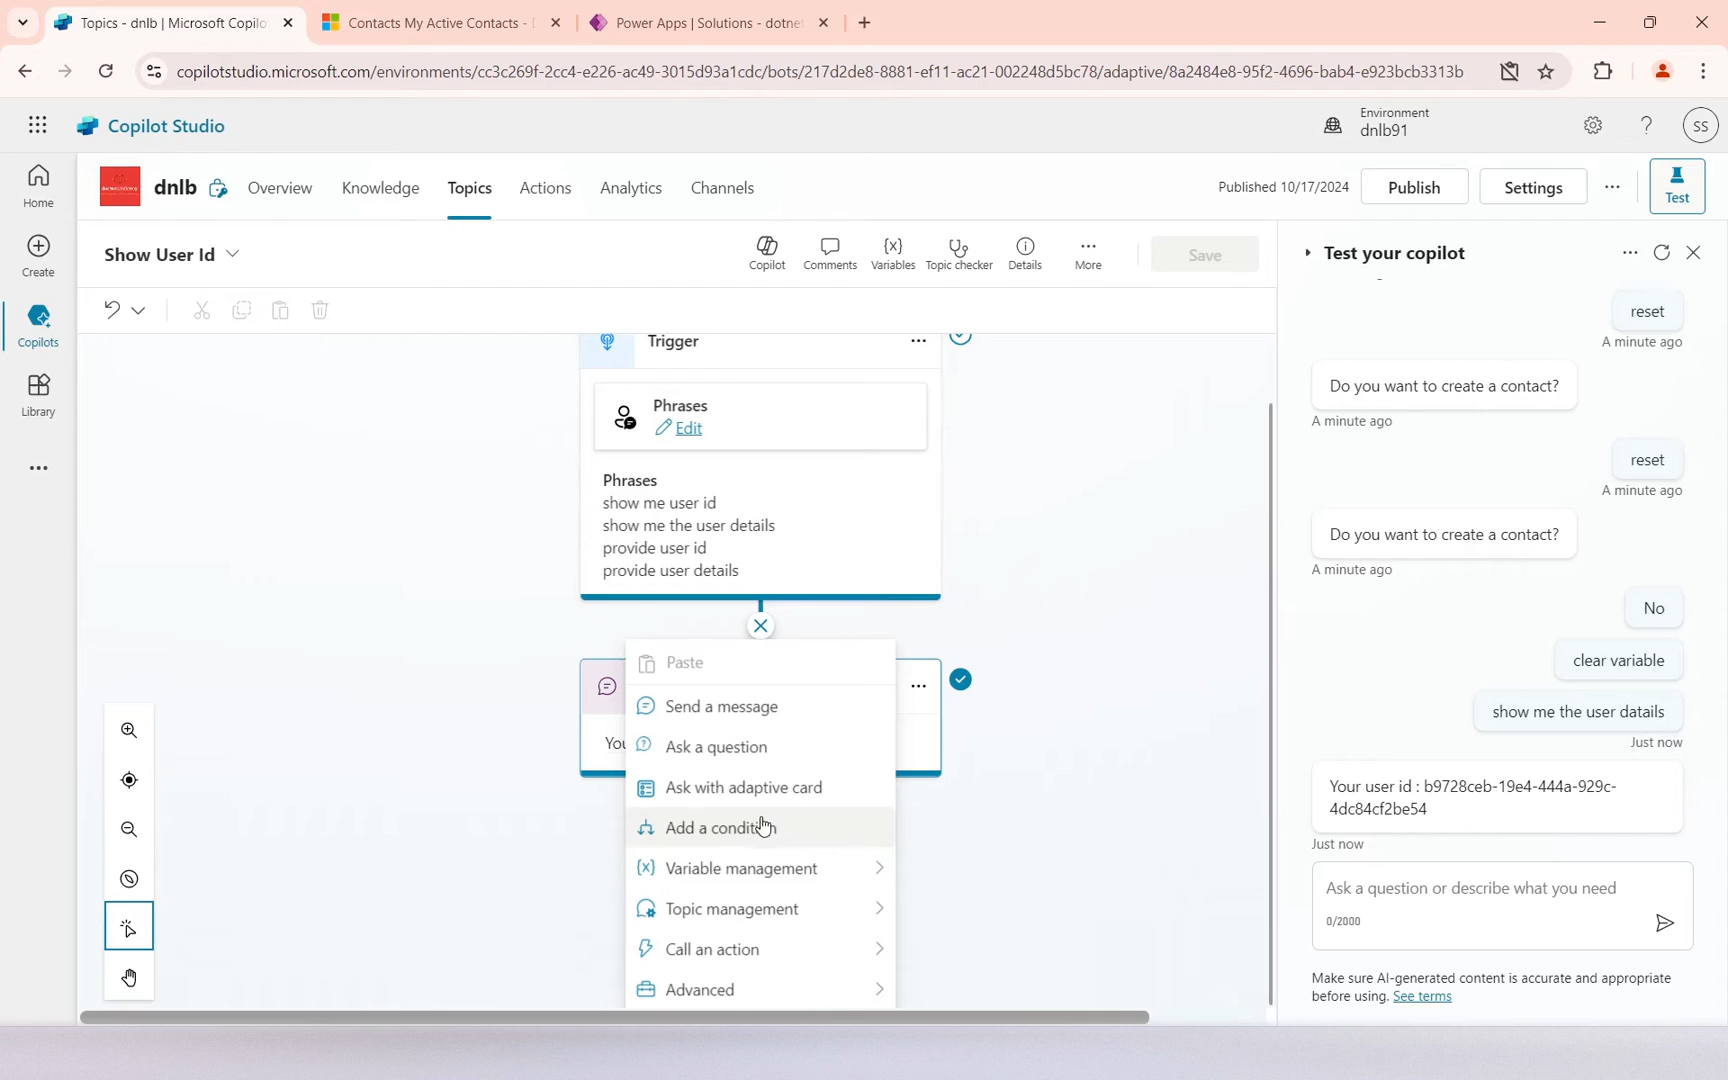 Topics - dnlb | Microsoft Copilo
Contacts My Active Contacts -
Power Apps | Solutions - dotne
copilotstudio.microsoft.com/environments/cc3c269f-2cc4-e226-ac49-3015d93a1cdc/bots/217d2de8-8881-ef11-ac21-002248d5bc78/adaptive/8a2484e8-95f2-4696-bab4-e923bcb3313b
Copilot Studio
Environment
dnlb91
SS
Home
Create
Copilots
Library
dnlb
Overview
Knowledge
Topics
Actions
Analytics
Channels
Published 10/17/2024
Publish
Settings
Test
Show User Id
Copilot
Comments
Variables
Topic checker
Details
More
Save
Trigger
Phrases
Edit
Phrases
show me user id
show me the user details
provide user id
provide user details
You
Paste
Send a message
Ask a question
Ask with adaptive card
Add a condition
Variable management
Topic management
Call an action
Advanced
Test your copilot
reset
A minute ago
Do you want to create a contact?
A minute ago
reset
A minute ago
Do you want to create a contact?
A minute ago
No
clear variable
show me the user datails
Just now
Your user id : b9728ceb-19e4-444a-929c-
4dc84cf2be54
Just now
Ask a question or describe what you need
0/2000
Make sure AI-generated content is accurate and appropriate
before using. See terms